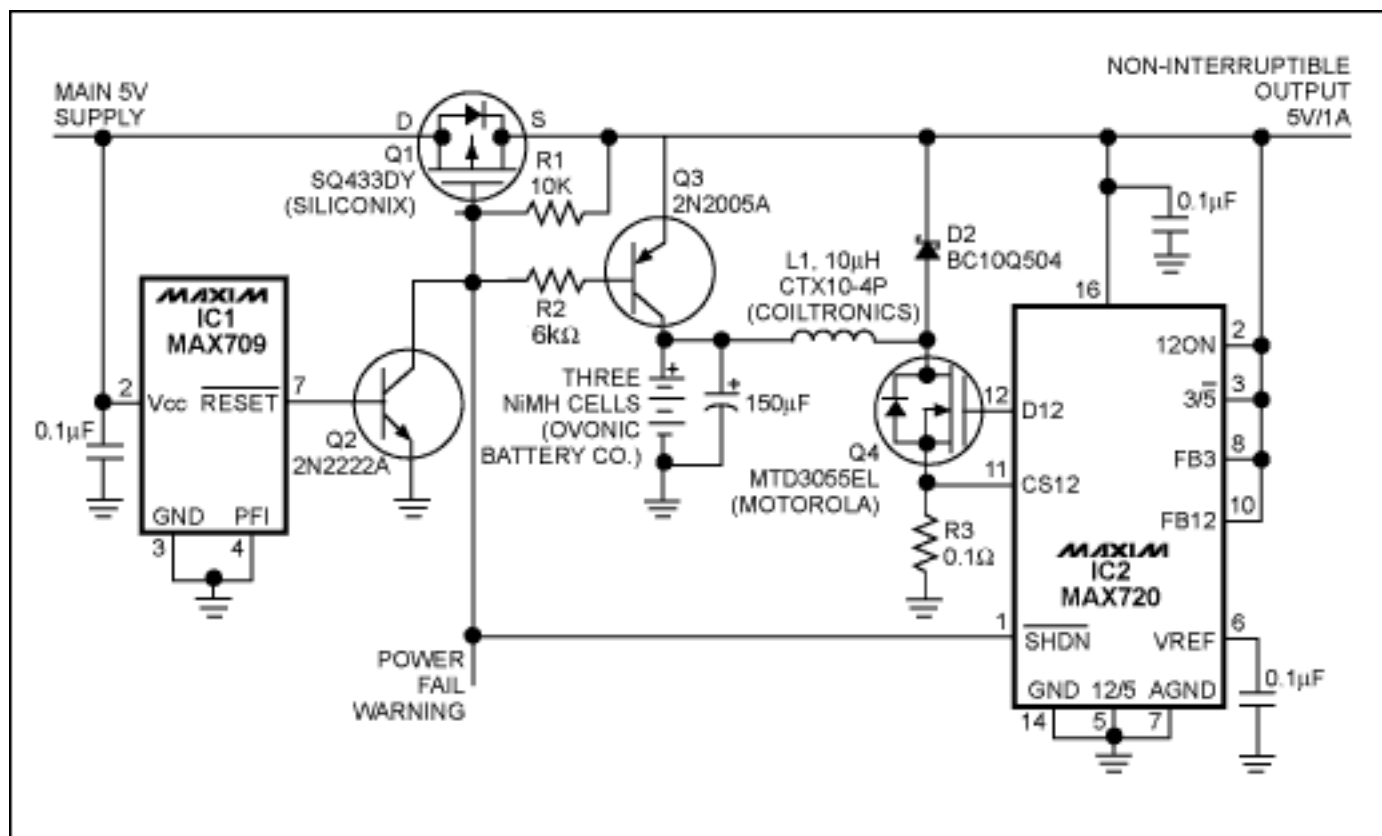 MAIN 5V
SUPPLY
D
S
Q1
SQ433DY
(SILICONIX)
R1
10K
Q3
2N2005A
NON-INTERRUPTIBLE
OUTPUT
5V/1A
0.1µF
D2
BC10Q504
L1, 10µH
CTX10-4P
(COILTRONICS)
R2
6kΩ
MAXIM
IC1
MAX709
2
Vcc
RESET
7
0.1µF
GND
PFI
3
4
Q2
2N2222A
+
THREE
NiMH CELLS
(OVONIC
BATTERY CO.)
+
150µF
Q4
MTD3055EL
(MOTOROLA)
R3
0.1Ω
16
12
D12
11
CS12
12ON
2
3/5
3
FB3
8
FB12
10
MAXIM
IC2
MAX720
1
SHDN
VREF
6
0.1µF
GND
12/5
AGND
14
5
7
POWER
FAIL
WARNING